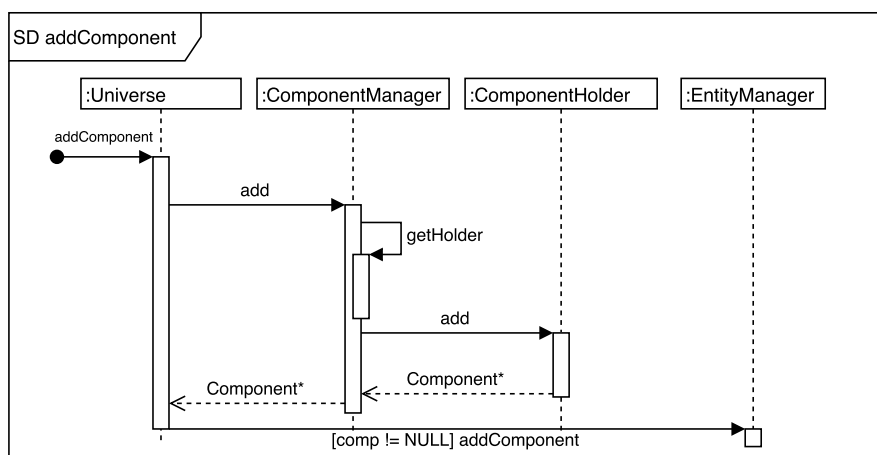 SD addComponent
:Universe
:ComponentManager
:ComponentHolder
:EntityManager
addComponent
add
getHolder
add
Component*
Component*
[comp != NULL] addComponent